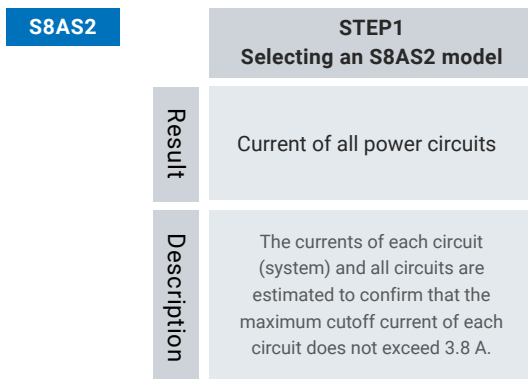 S8AS2
STEP1
Selecting an S8AS2 model
Result
Current of all power circuits
Description
The currents of each circuit
(system) and all circuits are
estimated to confirm that the
maximum cutoff current of each
circuit does not exceed 3.8 A.